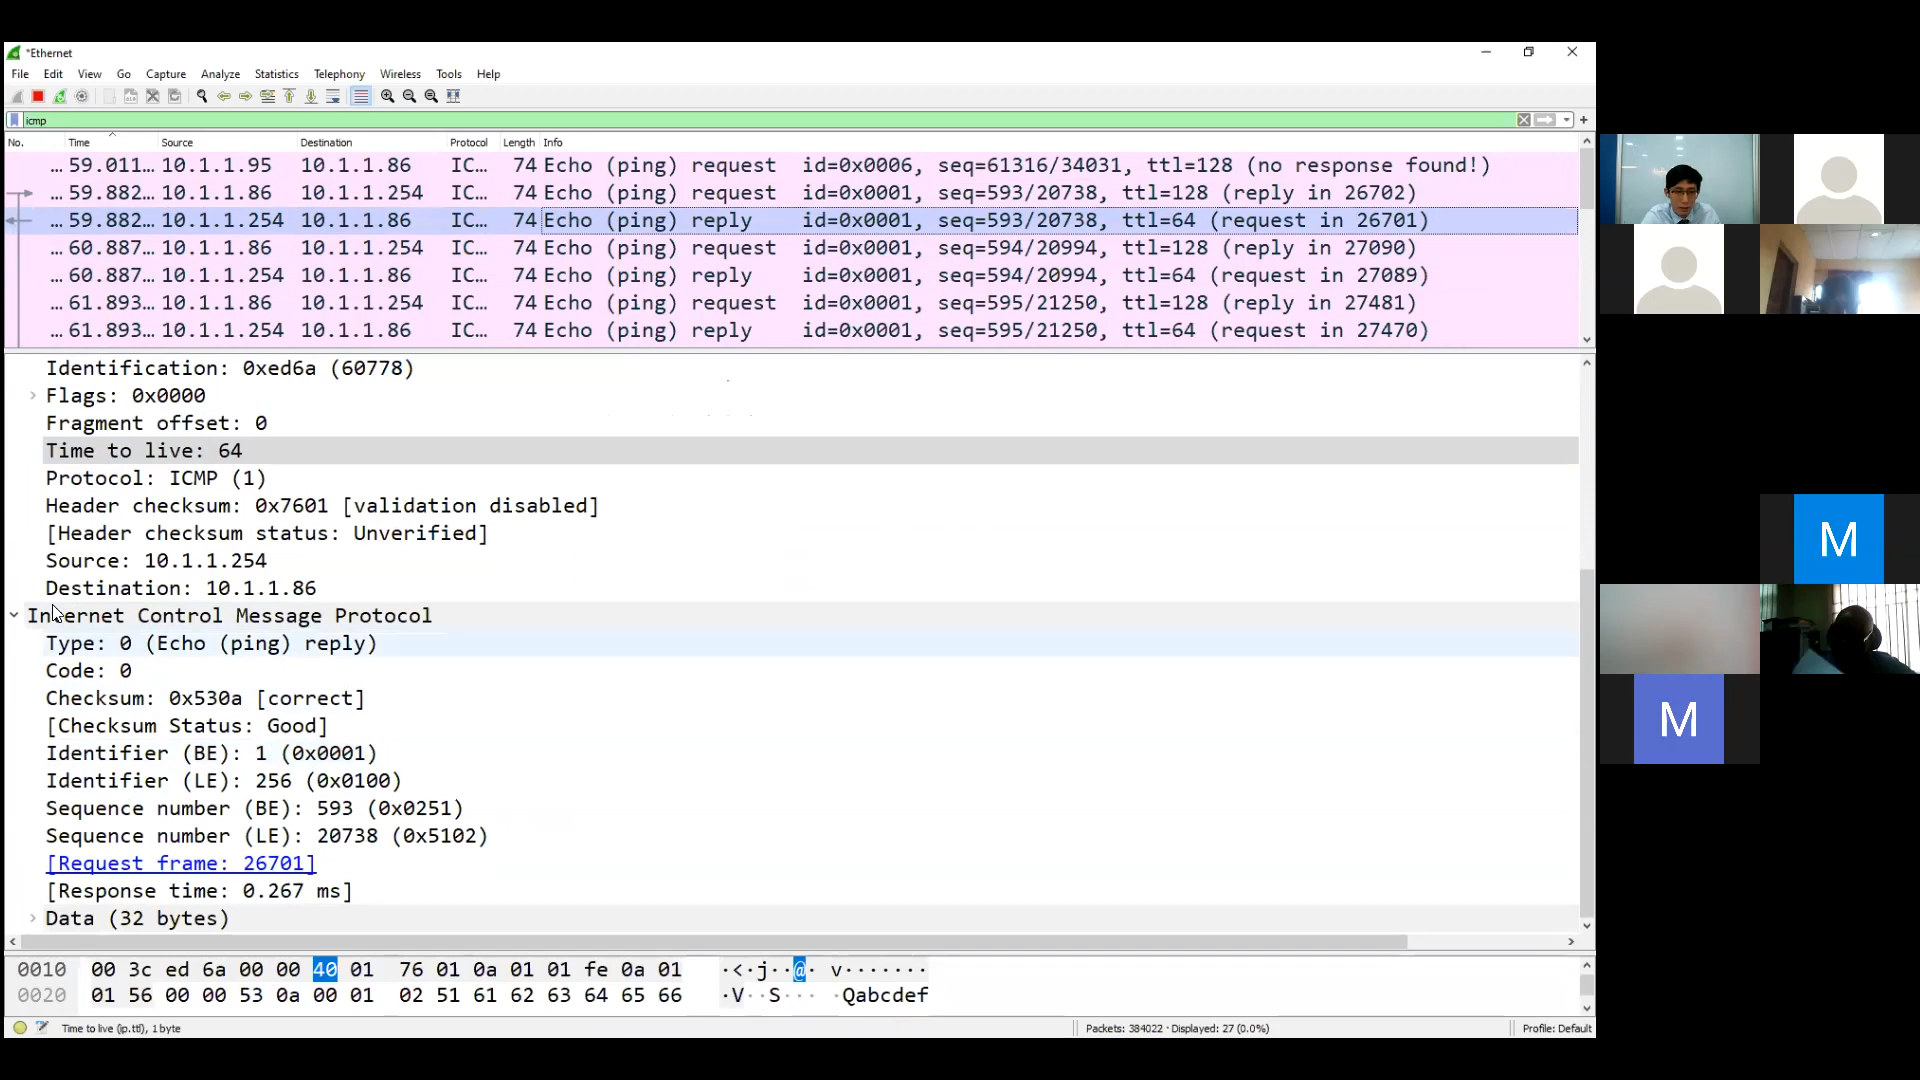 *Ethernet
File Edit View Go Capture Analyze Statistics Telephony Wireless Tools Help
icmp
No. Time Source Destination Protocol Length Info
... 59.011… 10.1.1.95 10.1.1.86 IC… 74 Echo (ping) request id=0x0006, seq=61316/34031, ttl=128 (no response found!)
... 59.882… 10.1.1.86 10.1.1.254 IC… 74 Echo (ping) request id=0x0001, seq=593/20738, ttl=128 (reply in 26702)
... 59.882… 10.1.1.254 10.1.1.86 IC… 74 Echo (ping) reply id=0x0001, seq=593/20738, ttl=64 (request in 26701)
... 60.887… 10.1.1.86 10.1.1.254 IC… 74 Echo (ping) request id=0x0001, seq=594/20994, ttl=128 (reply in 27090)
... 60.887… 10.1.1.254 10.1.1.86 IC… 74 Echo (ping) reply id=0x0001, seq=594/20994, ttl=64 (request in 27089)
... 61.893… 10.1.1.86 10.1.1.254 IC… 74 Echo (ping) request id=0x0001, seq=595/21250, ttl=128 (reply in 27481)
... 61.893… 10.1.1.254 10.1.1.86 IC… 74 Echo (ping) reply id=0x0001, seq=595/21250, ttl=64 (request in 27470)
Identification: 0xed6a (60778)
Flags: 0x0000
Fragment offset: 0
Time to live: 64
Protocol: ICMP (1)
Header checksum: 0x7601 [validation disabled]
[Header checksum status: Unverified]
Source: 10.1.1.254
Destination: 10.1.1.86
Internet Control Message Protocol
Type: 0 (Echo (ping) reply)
Code: 0
Checksum: 0x530a [correct]
[Checksum Status: Good]
Identifier (BE): 1 (0x0001)
Identifier (LE): 256 (0x0100)
Sequence number (BE): 593 (0x0251)
Sequence number (LE): 20738 (0x5102)
[Request frame: 26701]
[Response time: 0.267 ms]
Data (32 bytes)
0010 00 3c ed 6a 00 00 40 01 76 01 0a 01 01 fe 0a 01 ·<·j··@· v·······
0020 01 56 00 00 53 0a 00 01 02 51 61 62 63 64 65 66 ·V··S··· ·Qabcdef
Time to live (ip.ttl), 1 byte
Packets: 384022 · Displayed: 27 (0.0%)
Profile: Default
M
M